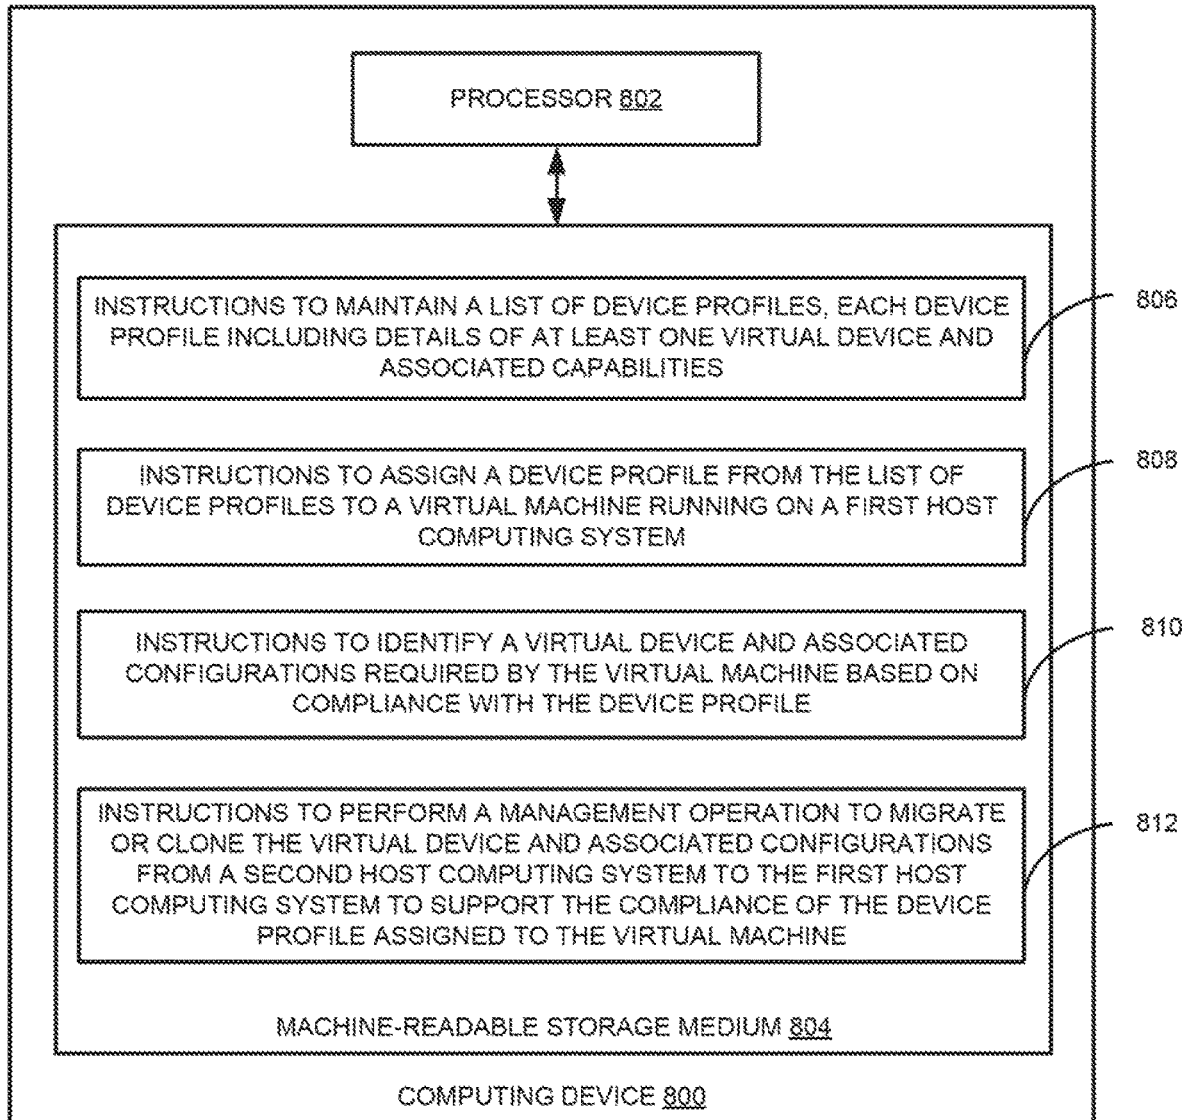 PROCESSOR 802
INSTRUCTIONS TO MAINTAIN A LIST OF DEVICE PROFILES, EACH DEVICE
PROFILE INCLUDING DETAILS OF AT LEAST ONE VIRTUAL DEVICE AND
ASSOCIATED CAPABILITIES
806
INSTRUCTIONS TO ASSIGN A DEVICE PROFILE FROM THE LIST OF
DEVICE PROFILES TO A VIRTUAL MACHINE RUNNING ON A FIRST HOST
COMPUTING SYSTEM
808
INSTRUCTIONS TO IDENTIFY A VIRTUAL DEVICE AND ASSOCIATED
CONFIGURATIONS REQUIRED BY THE VIRTUAL MACHINE BASED ON
COMPLIANCE WITH THE DEVICE PROFILE
810
INSTRUCTIONS TO PERFORM A MANAGEMENT OPERATION TO MIGRATE
OR CLONE THE VIRTUAL DEVICE AND ASSOCIATED CONFIGURATIONS
FROM A SECOND HOST COMPUTING SYSTEM TO THE FIRST HOST
COMPUTING SYSTEM TO SUPPORT THE COMPLIANCE OF THE DEVICE
PROFILE ASSIGNED TO THE VIRTUAL MACHINE
812
MACHINE-READABLE STORAGE MEDIUM 804
COMPUTING DEVICE 800